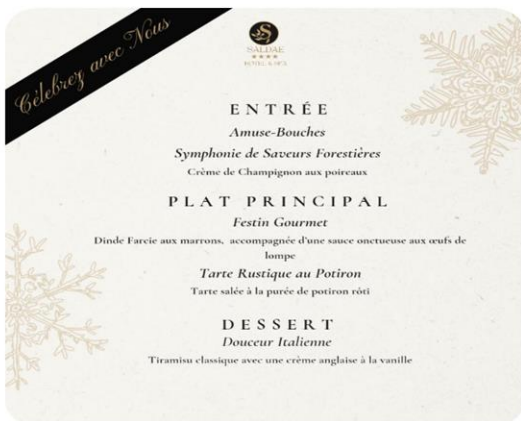 Célébrez avec Nous
SALDAE
HOTEL & SPA
ENTRÉE
Amuse-Bouches
Symphonie de Saveurs Forestières
Crème de Champignon aux poireaux
PLAT PRINCIPAL
Festin Gourmet
Dinde Farcie aux marrons, accompagnée d'une sauce onctueuse aux œufs de
lompe
Tarte Rustique au Potiron
Tarte salée à la purée de potiron rôti
DESSERT
Douceur Italienne
Tiramisu classique avec une crème anglaise à la vanille